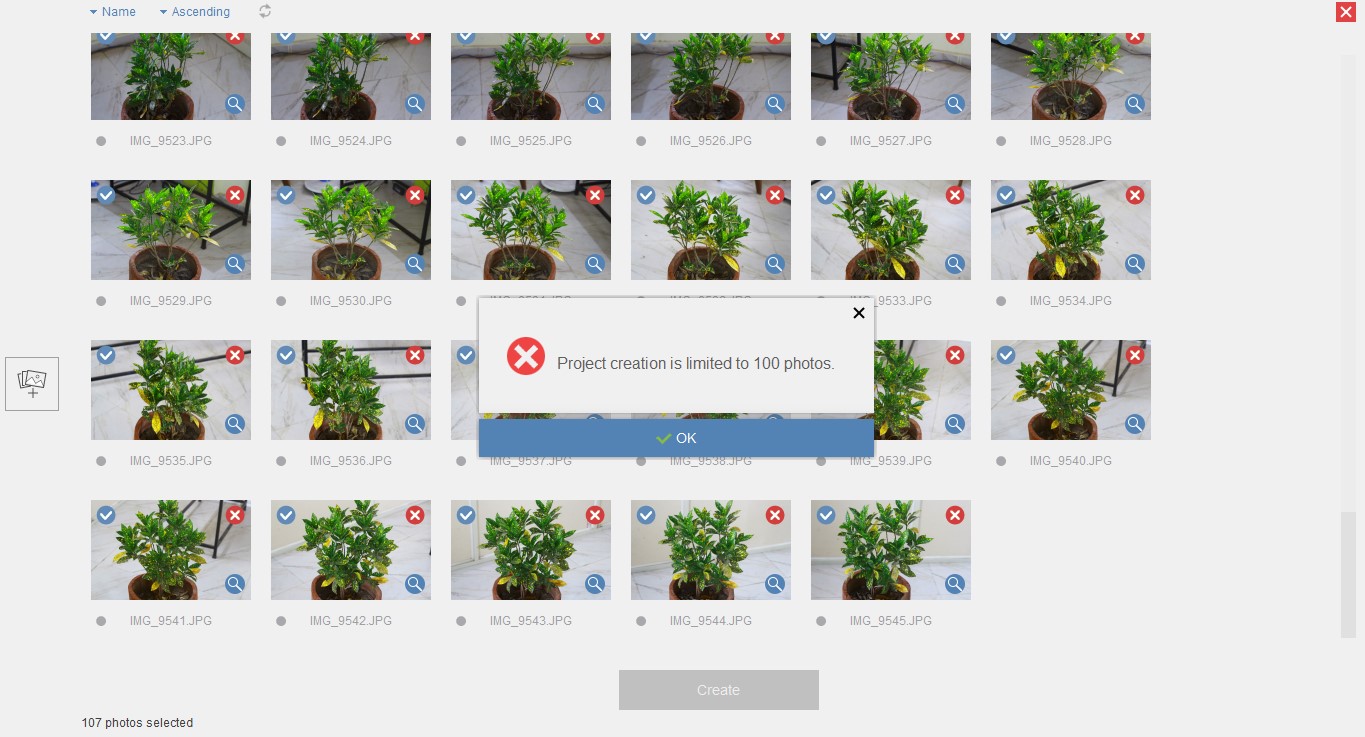 Name Ascending
IMG_9523.JPG IMG_9524.JPG IMG_9525.JPG IMG_9526.JPG IMG_9527.JPG IMG_9528.JPG
IMG_9529.JPG IMG_9530.JPG IMG_9533.JPG IMG_9534.JPG
Project creation is limited to 100 photos.
OK
IMG_9535.JPG IMG_9536.JPG IMG_9537.JPG IMG_9538.JPG IMG_9539.JPG IMG_9540.JPG
IMG_9541.JPG IMG_9542.JPG IMG_9543.JPG IMG_9544.JPG IMG_9545.JPG
Create
107 photos selected